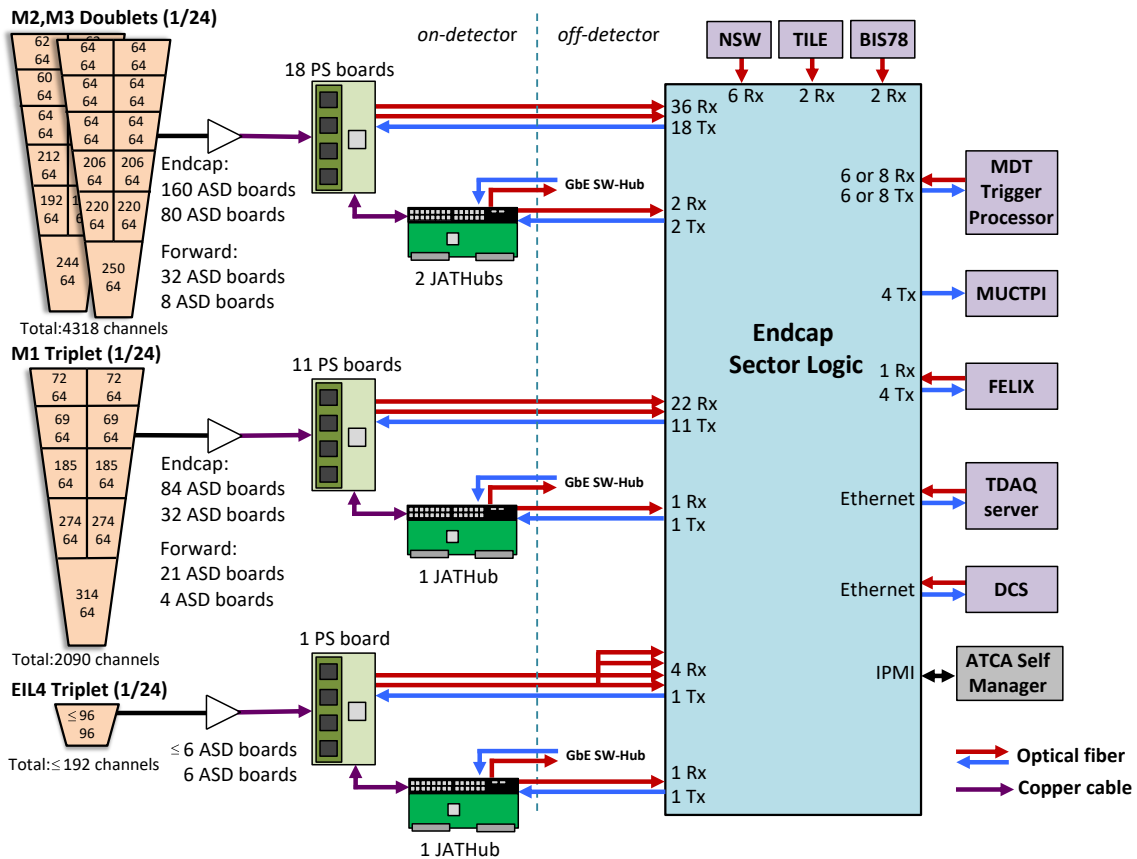 M2,M3 Doublets (1/24)
on-detector
off-detector
NSW
TILE
BIS78
6 Rx
2 Rx
2 Rx
62
60
64
64
64
212
64
192
64
244
64
64
64
64
64
64
64
64
64
64
64
64
64
206
206
64
64
220
220
64
64
250
64
Total:4318 channels
Endcap:
160 ASD boards
80 ASD boards
Forward:
32 ASD boards
8 ASD boards
18 PS boards
36 Rx
18 Tx
GbE SW-Hub
2 Rx
2 Tx
2 JATHubs
M1 Triplet (1/24)
72
72
64
64
69
69
64
64
185
185
64
64
274
274
64
64
314
64
Total:2090 channels
Endcap:
84 ASD boards
32 ASD boards
Forward:
21 ASD boards
4 ASD boards
11 PS boards
22 Rx
11 Tx
GbE SW-Hub
1 Rx
1 Tx
1 JATHub
EIL4 Triplet (1/24)
≤ 96
96
Total:≤ 192 channels
≤ 6 ASD boards
6 ASD boards
1 PS board
4 Rx
1 Tx
GbE SW-Hub
1 Rx
1 Tx
1 JATHub
Endcap
Sector Logic
6 or 8 Rx
6 or 8 Tx
MDT
Trigger
Processor
4 Tx
MUCTPI
1 Rx
4 Tx
FELIX
Ethernet
TDAQ
server
Ethernet
DCS
IPMI
ATCA Self
Manager
Optical fiber
Copper cable